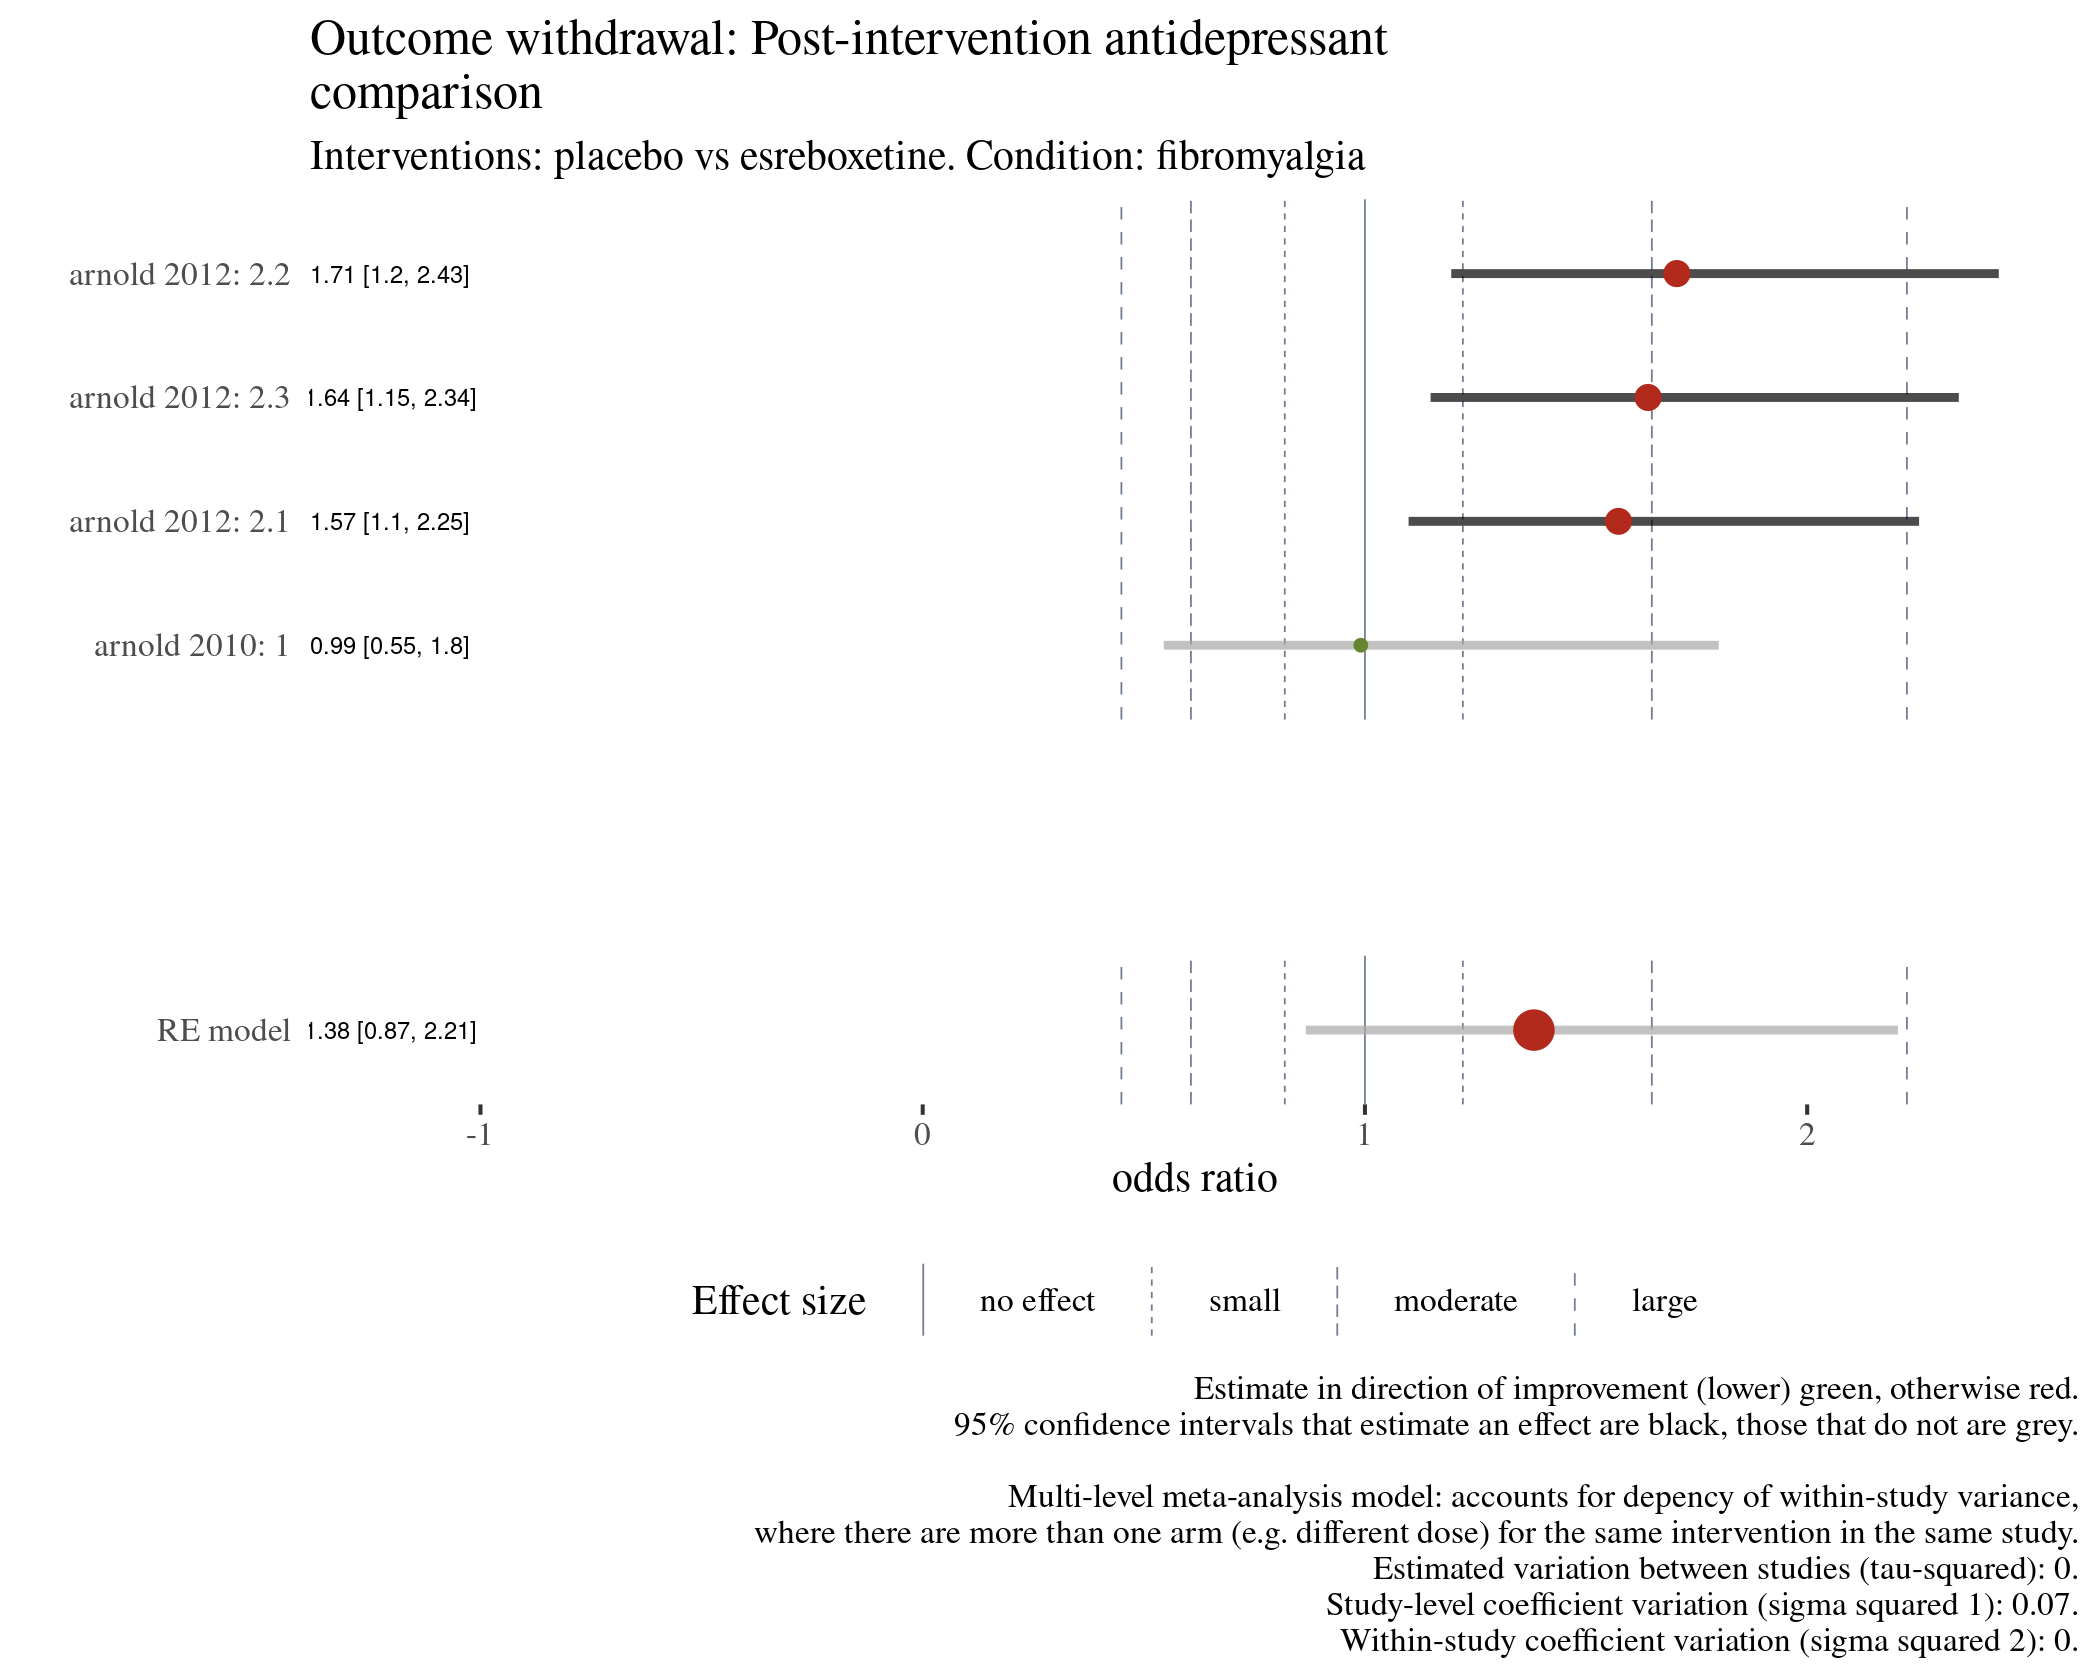 Outcome withdrawal: Post-intervention antidepressant
comparison
Interventions: placebo vs esreboxetine. Condition: fibromyalgia
arnold 2012: 2.2 1.71 [1.2, 2.43]
arnold 2012: 2.3 1.64 [1.15, 2.34]
arnold 2012: 2.1 1.57 [1.1, 2.25]
arnold 2010: 1 0.99 [0.55, 1.8]
RE model 1.38 [0.87, 2.21]
-1 0 1 2
odds ratio
Effect size no effect small moderate large
Estimate in direction of improvement (lower) green, otherwise red.
95% confidence intervals that estimate an effect are black, those that do not are grey.
Multi-level meta-analysis model: accounts for depency of within-study variance,
where there are more than one arm (e.g. different dose) for the same intervention in the same study.
Estimated variation between studies (tau-squared): 0.
Study-level coefficient variation (sigma squared 1): 0.07.
Within-study coefficient variation (sigma squared 2): 0.